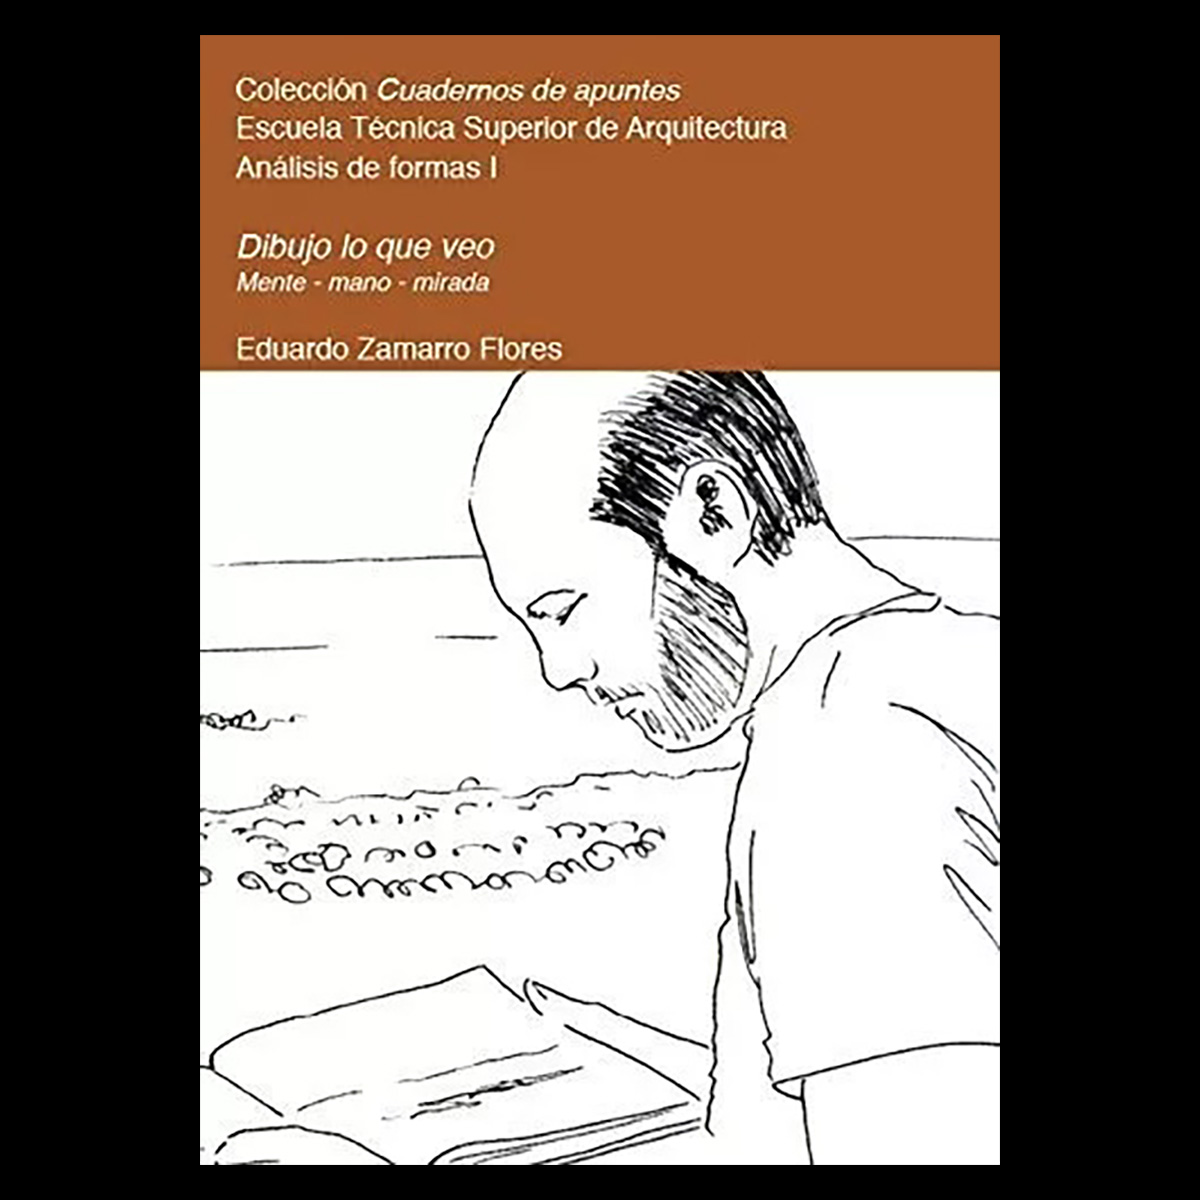 Colección Cuadernos de apuntes
Escuela Técnica Superior de Arquitectura
Análisis de formas I
Dibujo lo que veo
Mente - mano - mirada
Eduardo Zamarro Flores